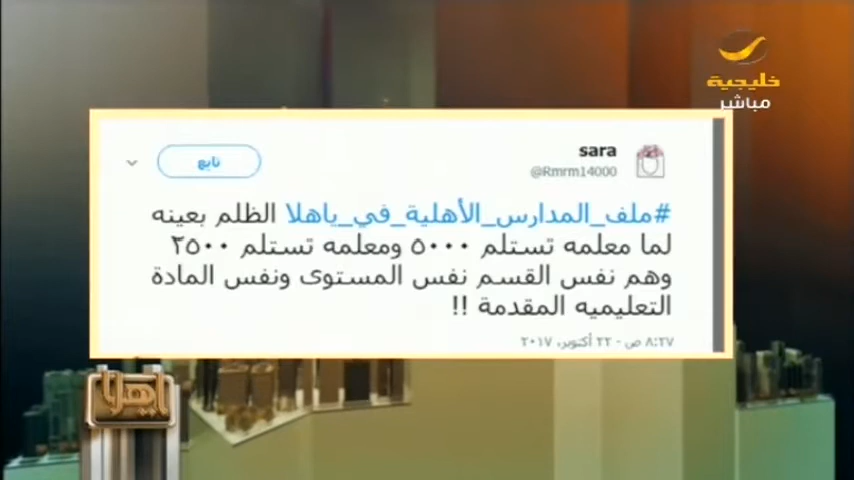 خليجية
مباشر
sara
@Rmrm14000
تابع
#ملف_المدارس_الأهلية_في_ياهلا الظلم بعينه
لما معلمه تستلم ٥٠٠٠ ومعلمه تستلم ٢٥٠٠
وهم نفس القسم نفس المستوى ونفس المادة
التعليميه المقدمة !!
٨:٢٧ ص - ٢٢ أكتوبر، ٢٠١٧
ياهلا